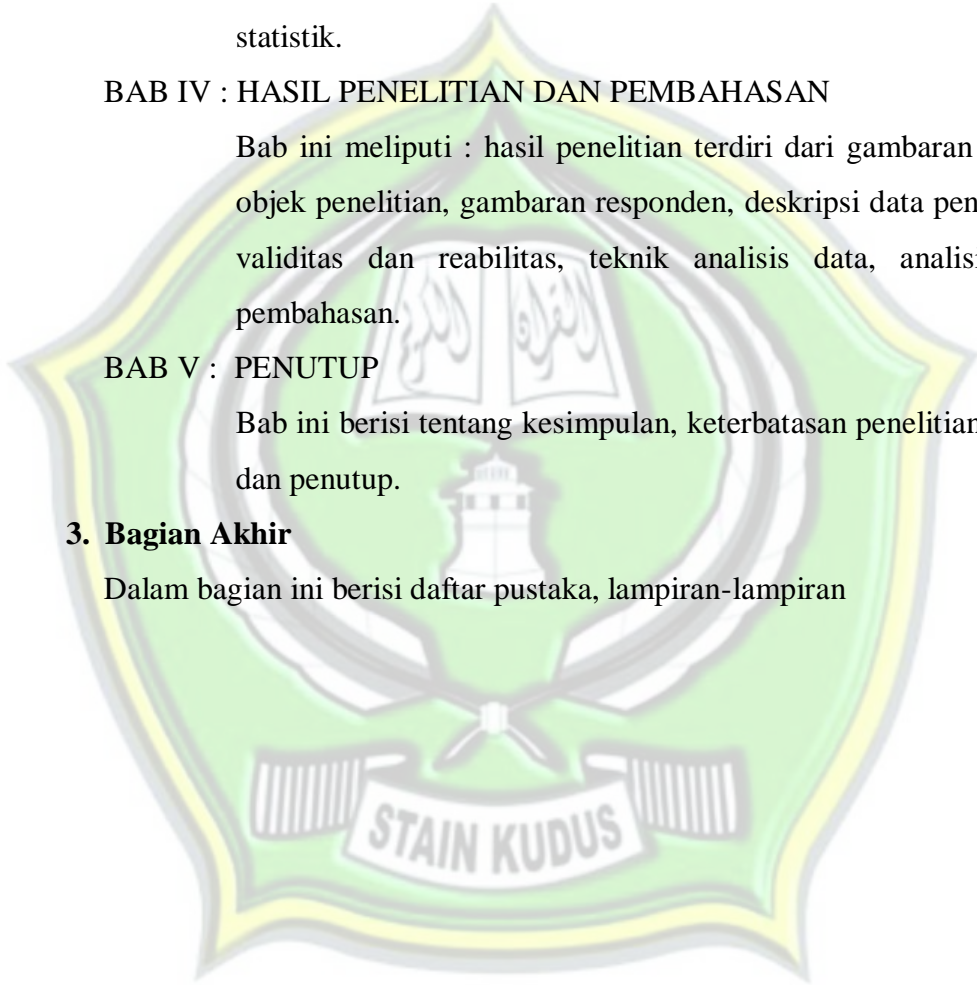 statistik.
BAB IV : HASIL PENELITIAN DAN PEMBAHASAN
Bab ini meliputi : hasil penelitian terdiri dari gambaran
objek penelitian, gambaran responden, deskripsi data
validitas dan reabilitas, teknik analisis data,
pembahasan.
BAB V : PENUTUP
Bab ini berisi tentang kesimpulan, keterbatasan penelitian
dan penutup.
3. Bagian Akhir
Dalam bagian ini berisi daftar pustaka, lampiran-lampiran
STAIN KUDUS